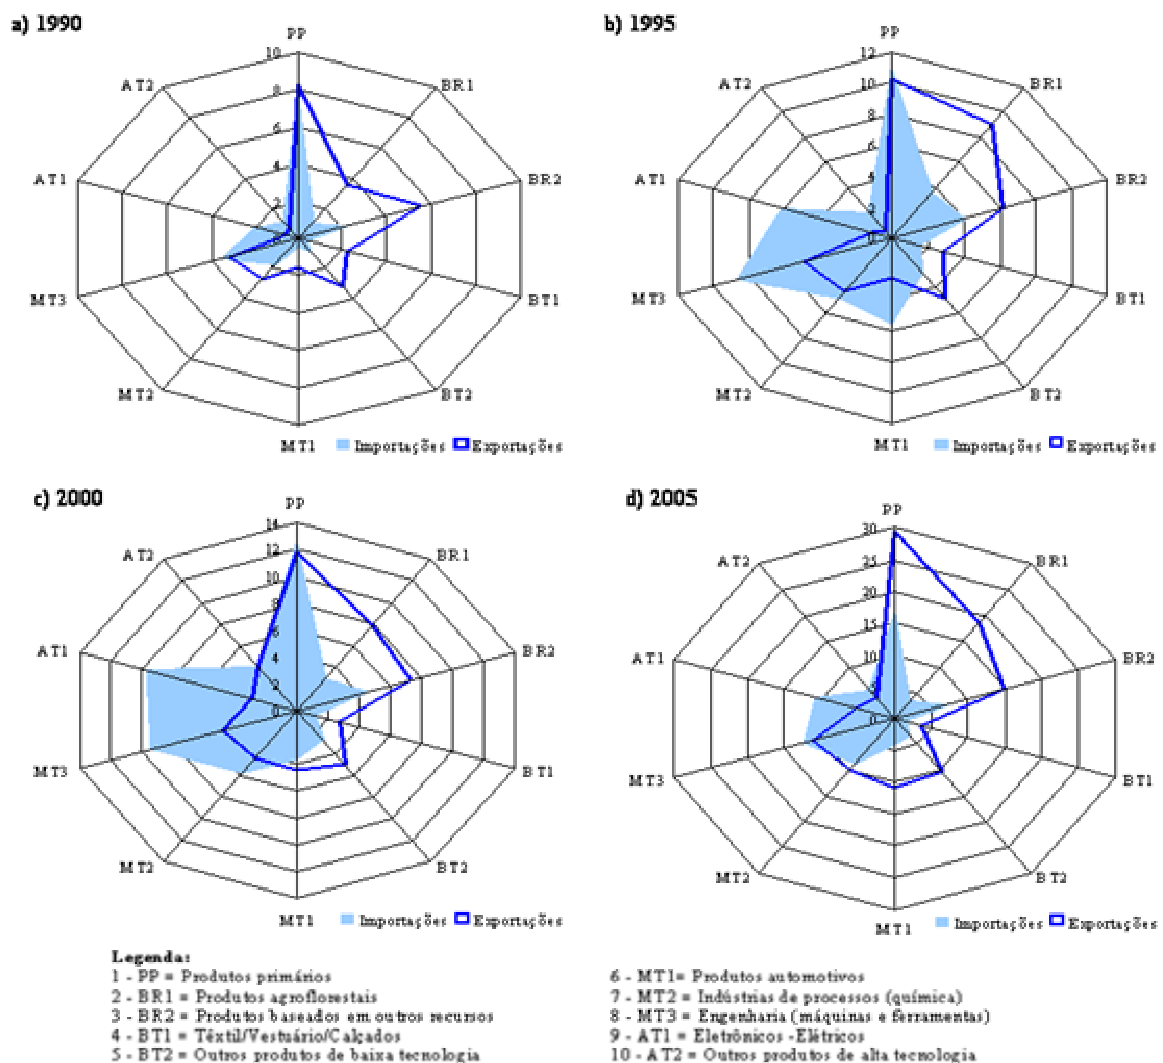 a) 1990
PP
10
8
6
4
2
0
BR1
BR2
BT1
BT2
MT1
MT2
MT3
AT1
AT2
Importações Exportações
b) 1995
PP
12
10
8
6
4
2
0
BR1
BR2
BT1
BT2
MT1
MT2
MT3
AT1
AT2
Importações Exportações
c) 2000
PP
14
12
10
8
6
4
2
0
BR1
BR2
BT1
BT2
MT1
MT2
MT3
AT1
AT2
Importações Exportações
d) 2005
PP
30
25
20
15
10
5
0
BR1
BR2
BT1
BT2
MT1
MT2
MT3
AT1
AT2
Importações Exportações
Legenda:
1 - PP = Produtos primários
2 - BR1 = Produtos agroflorestais
3 - BR2 = Produtos baseados em outros recursos
4 - BT1 = Têxtil/Vestuário/Calçados
5 - BT2 = Outros produtos de baixa tecnologia
6 - MT1= Produtos automotivos
7 - MT2 = Indústrias de processos (química)
8 - MT3 = Engenharia (máquinas e ferramentas)
9 - AT1 = Eletrônicos -Elétricos
10 - AT2 = Outros produtos de alta tecnologia